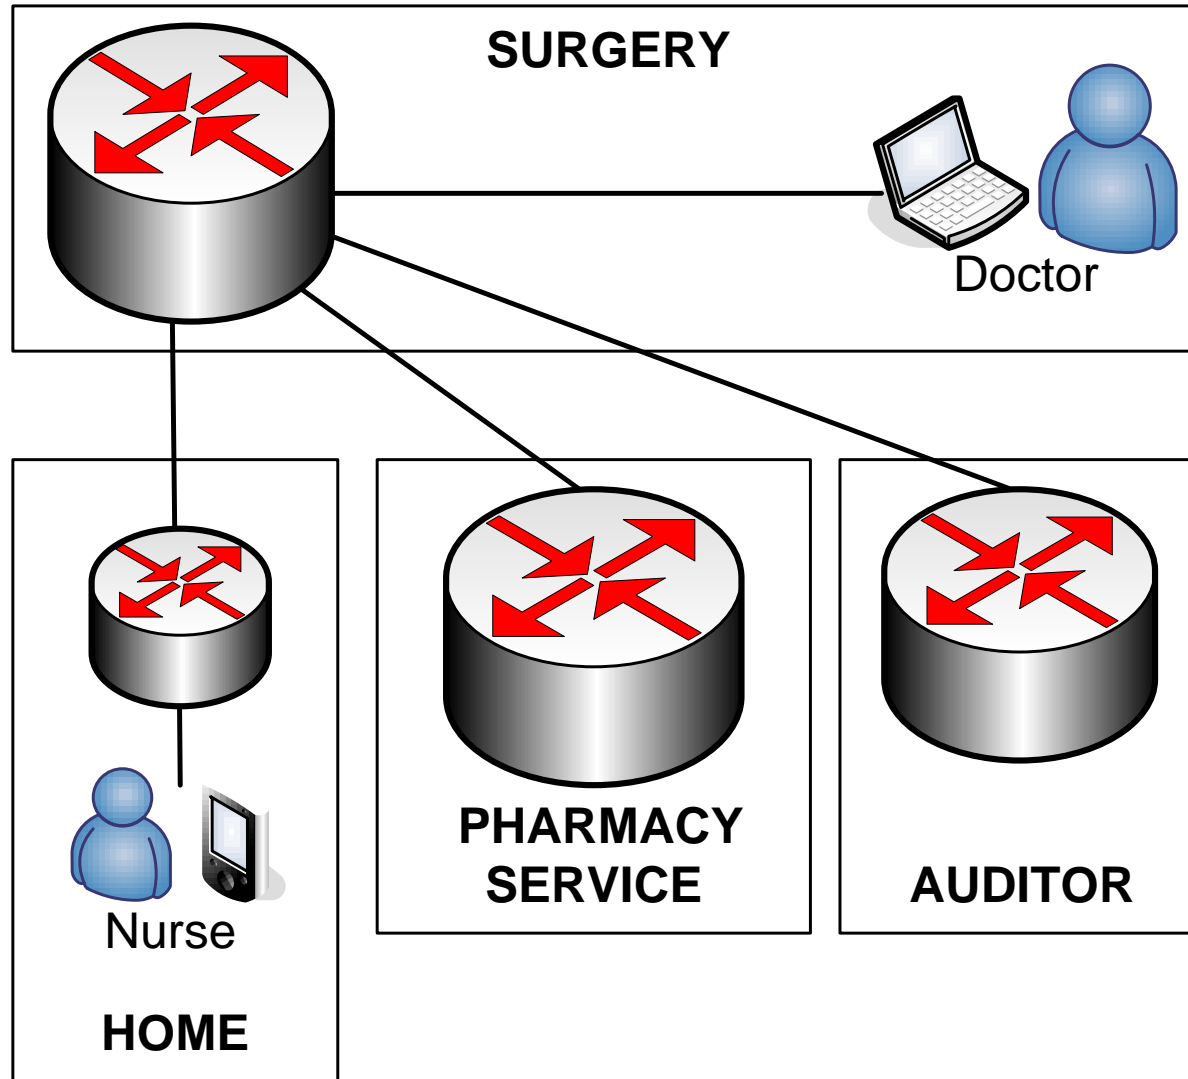 SURGERY
Doctor
PHARMACY
SERVICE
AUDITOR
Nurse
HOME